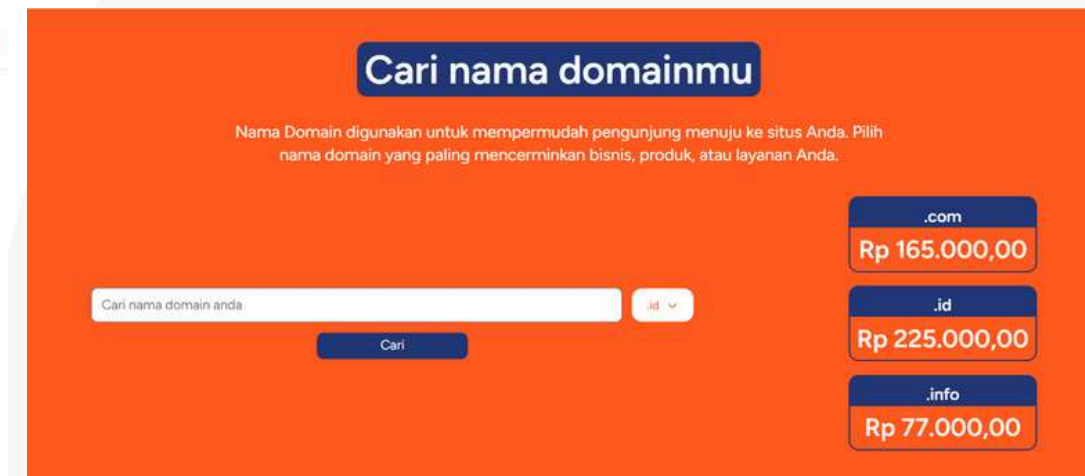 Cari nama domainmu
Nama Domain digunakan untuk mempermudah pengunjung menuju ke situs Anda. Pilih
nama domain yang paling mencerminkan bisnis, produk, atau layanan Anda.
.com
Rp 165.000,00
Cari nama domain anda
.id
Cari
.id
Rp 225.000,00
.info
Rp 77.000,00